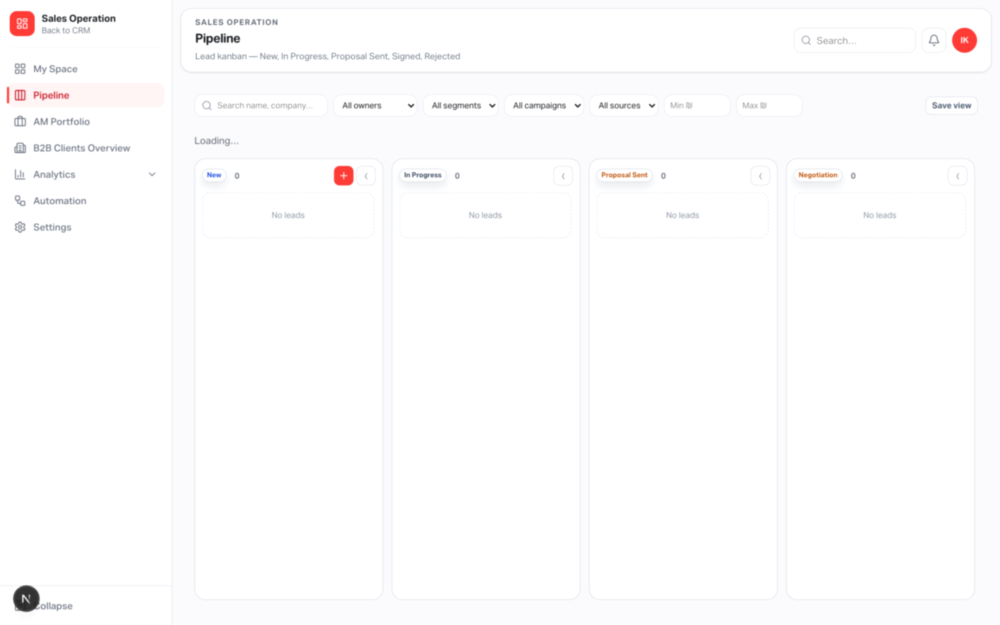 Sales Operation
Back to CRM
My Space
Pipeline
AM Portfolio
B2B Clients Overview
Analytics
Automation
Settings
N
Collapse
SALES OPERATION
Pipeline
Lead kanban — New, In Progress, Proposal Sent, Signed, Rejected
Search...
IK
Search name, company...
All owners
All segments
All campaigns
All sources
Min ₪
Max ₪
Save view
Loading...
New 0
No leads
In Progress 0
No leads
Proposal Sent 0
No leads
Negotiation 0
No leads